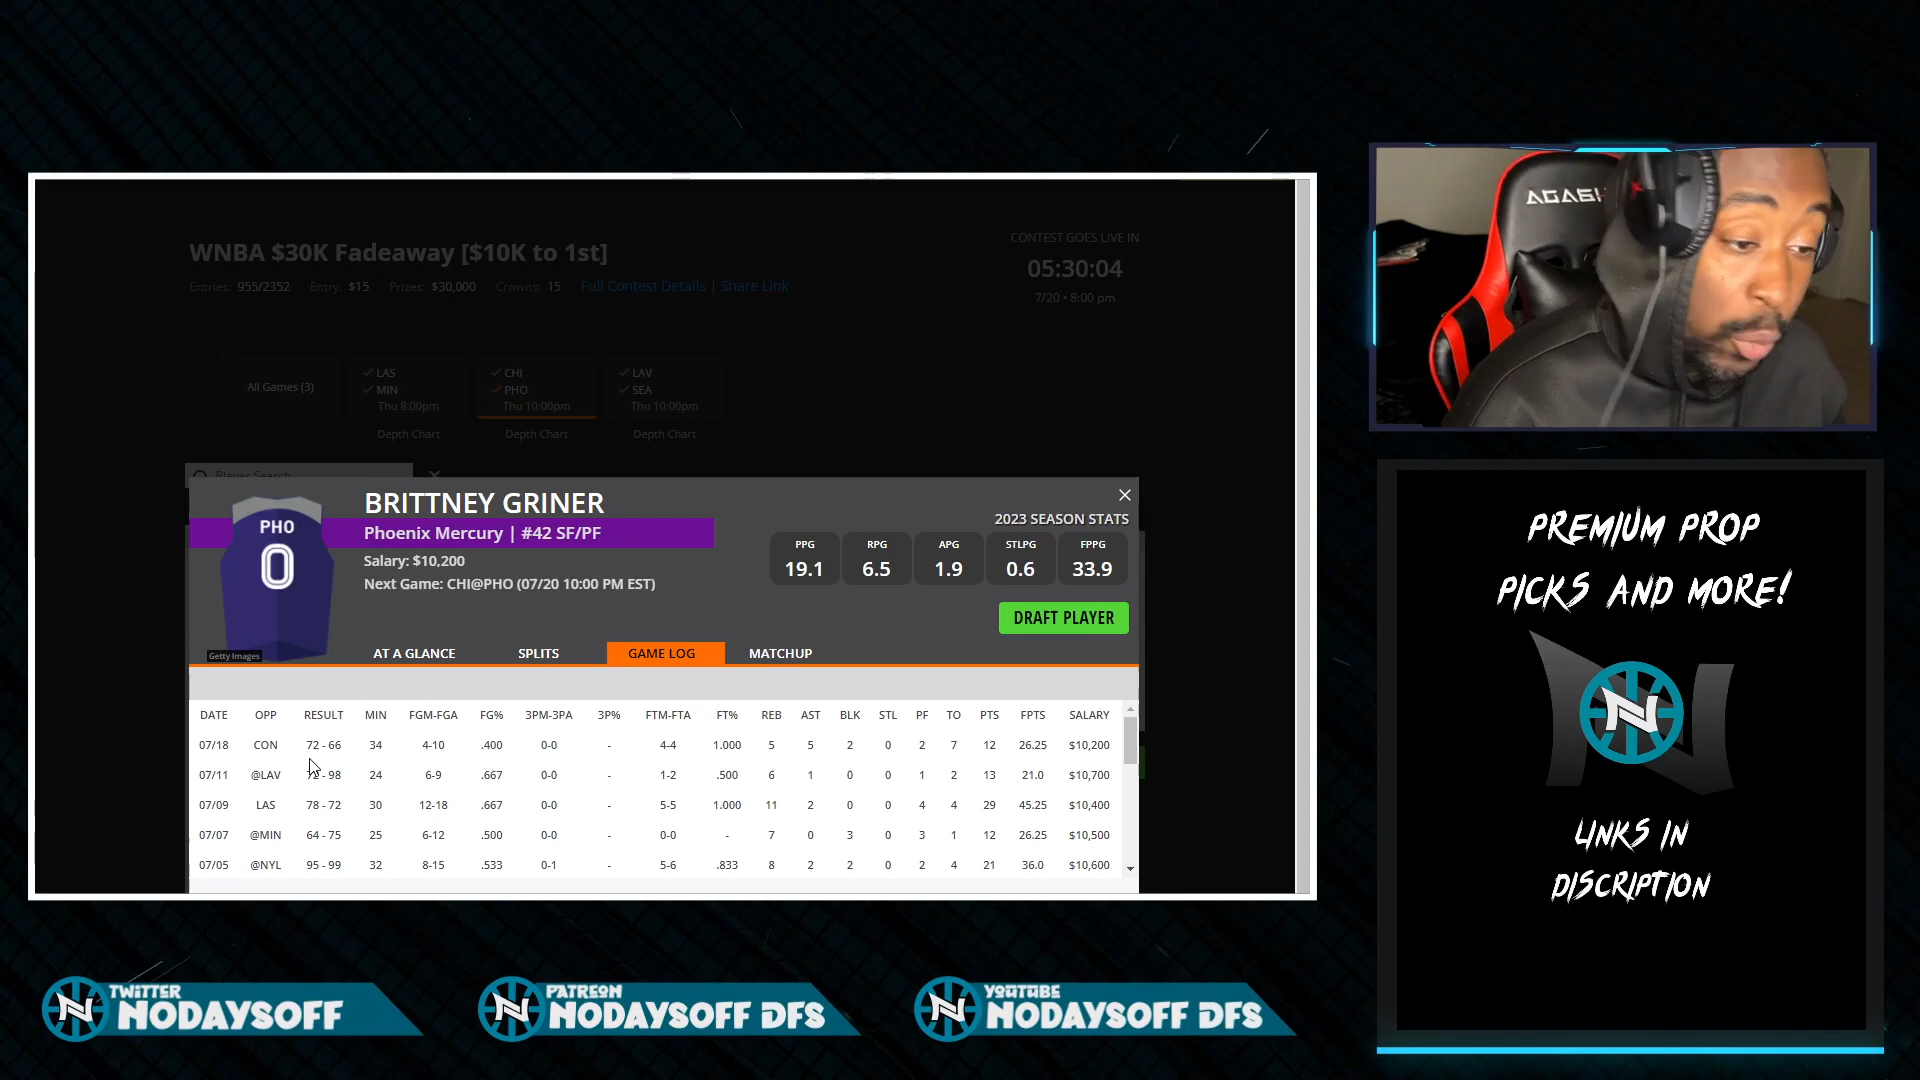 WNBA $30K Fadeaway [$10K to 1st]
Entries: 955/2352 Entry: $15 Prizes: $30,000 Crowns: 15 Full Contest Details | Share Link
CONTEST GOES LIVE IN
05:30:04
7/20 • 8:00 pm
All Games (3)
LAS
MIN
Thu 8:00pm
Depth Chart
CHI
PHO
Thu 10:00pm
Depth Chart
LAV
SEA
Thu 10:00pm
Depth Chart
Player Search
PHO
0
Getty Images
BRITTNEY GRINER
Phoenix Mercury | #42 SF/PF
Salary: $10,200
Next Game: CHI@PHO (07/20 10:00 PM EST)
2023 SEASON STATS
PPG RPG APG STLPG FPPG
19.1 6.5 1.9 0.6 33.9
DRAFT PLAYER
AT A GLANCE SPLITS GAME LOG MATCHUP
DATE OPP RESULT MIN FGM-FGA FG% 3PM-3PA 3P% FTM-FTA FT% REB AST BLK STL PF TO PTS FPTS SALARY
07/18 CON 72 - 66 34 4-10 .400 0-0 - 4-4 1.000 5 5 2 0 2 7 12 26.25 $10,200
07/11 @LAV 72 - 98 24 6-9 .667 0-0 - 1-2 .500 6 1 0 0 1 2 13 21.0 $10,700
07/09 LAS 78 - 72 30 12-18 .667 0-0 - 5-5 1.000 11 2 0 0 4 4 29 45.25 $10,400
07/07 @MIN 64 - 75 25 6-12 .500 0-0 - 0-0 - 7 0 3 0 3 1 12 26.25 $10,500
07/05 @NYL 95 - 99 32 8-15 .533 0-1 - 5-6 .833 8 2 2 0 2 4 21 36.0 $10,600
PREMIUM PROP
PICKS AND MORE!
N
LINKS IN
DISCRIPTION
TWITTER
NODAYSOFF
PATREON
NODAYSOFF DFS
YOUTUBE
NODAYSOFF DFS